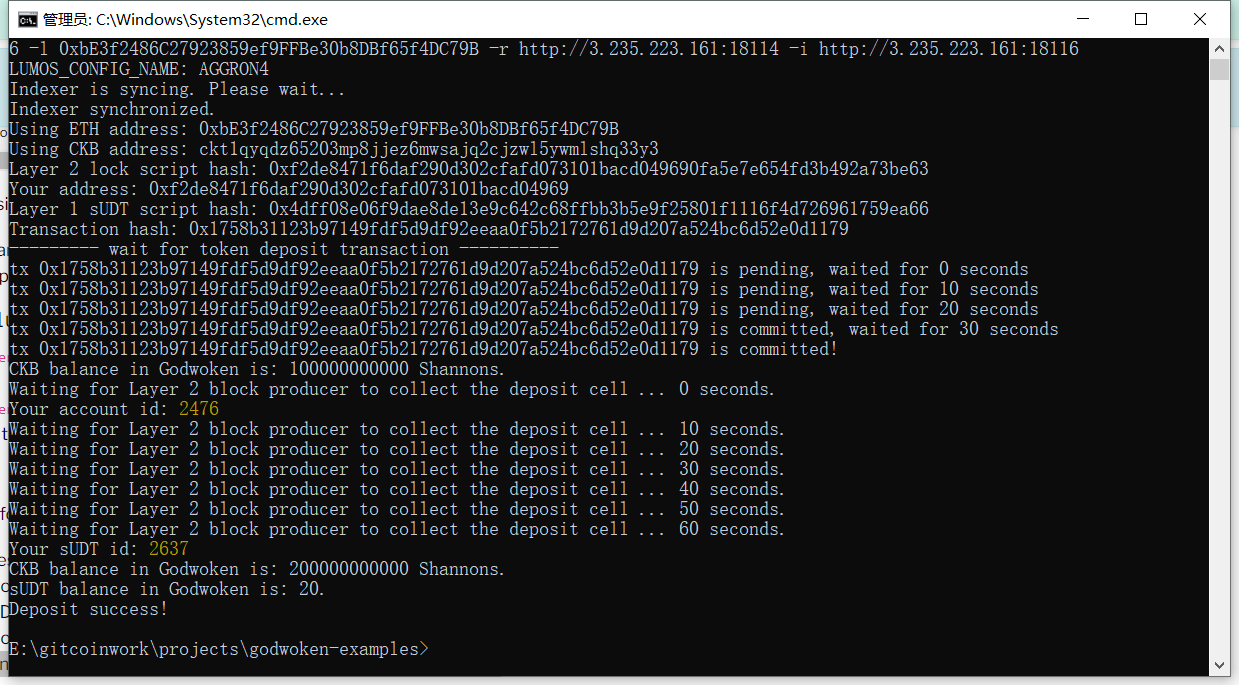 管理员: C:\Windows\System32\cmd.exe
6 -l 0xbE3f2486C27923859ef9FFBe30b8DBf65f4DC79B -r http://3.235.223.161:18114 -i http://3.235.223.161:18116
LUMOS_CONFIG_NAME: AGGRON4
Indexer is syncing. Please wait...
Indexer synchronized.
Using ETH address: 0xbE3f2486C27923859ef9FFBe30b8DBf65f4DC79B
Using CKB address: ckt1qyqdz65203mp8jjez6mwsajq2cjzwl5ywmlshq33y3
Layer 2 lock script hash: 0xf2de8471f6daf290d302cfafd073101bacd049690fa5e7e654fd3b492a73be63
Your address: 0xf2de8471f6daf290d302cfafd073101bacd04969
Layer 1 sUDT script hash: 0x4dff08e06f9dae8de13e9c642c68ffbb3b5e9f25801f1116f4d726961759ea66
Transaction hash: 0x1758b31123b97149fdf5d9df92eeaa0f5b2172761d9d207a524bc6d52e0d1179
--------- wait for token deposit transaction ----------
tx 0x1758b31123b97149fdf5d9df92eeaa0f5b2172761d9d207a524bc6d52e0d1179 is pending, waited for 0 seconds
tx 0x1758b31123b97149fdf5d9df92eeaa0f5b2172761d9d207a524bc6d52e0d1179 is pending, waited for 10 seconds
tx 0x1758b31123b97149fdf5d9df92eeaa0f5b2172761d9d207a524bc6d52e0d1179 is pending, waited for 20 seconds
tx 0x1758b31123b97149fdf5d9df92eeaa0f5b2172761d9d207a524bc6d52e0d1179 is committed, waited for 30 seconds
tx 0x1758b31123b97149fdf5d9df92eeaa0f5b2172761d9d207a524bc6d52e0d1179 is committed!
CKB balance in Godwoken is: 100000000000 Shannons.
Waiting for Layer 2 block producer to collect the deposit cell ... 0 seconds.
Your account id: 2476
Waiting for Layer 2 block producer to collect the deposit cell ... 10 seconds.
Waiting for Layer 2 block producer to collect the deposit cell ... 20 seconds.
Waiting for Layer 2 block producer to collect the deposit cell ... 30 seconds.
Waiting for Layer 2 block producer to collect the deposit cell ... 40 seconds.
Waiting for Layer 2 block producer to collect the deposit cell ... 50 seconds.
Waiting for Layer 2 block producer to collect the deposit cell ... 60 seconds.
Your sUDT id: 2637
CKB balance in Godwoken is: 200000000000 Shannons.
sUDT balance in Godwoken is: 20.
Deposit success!
E:\gitcoinwork\projects\godwoken-examples>